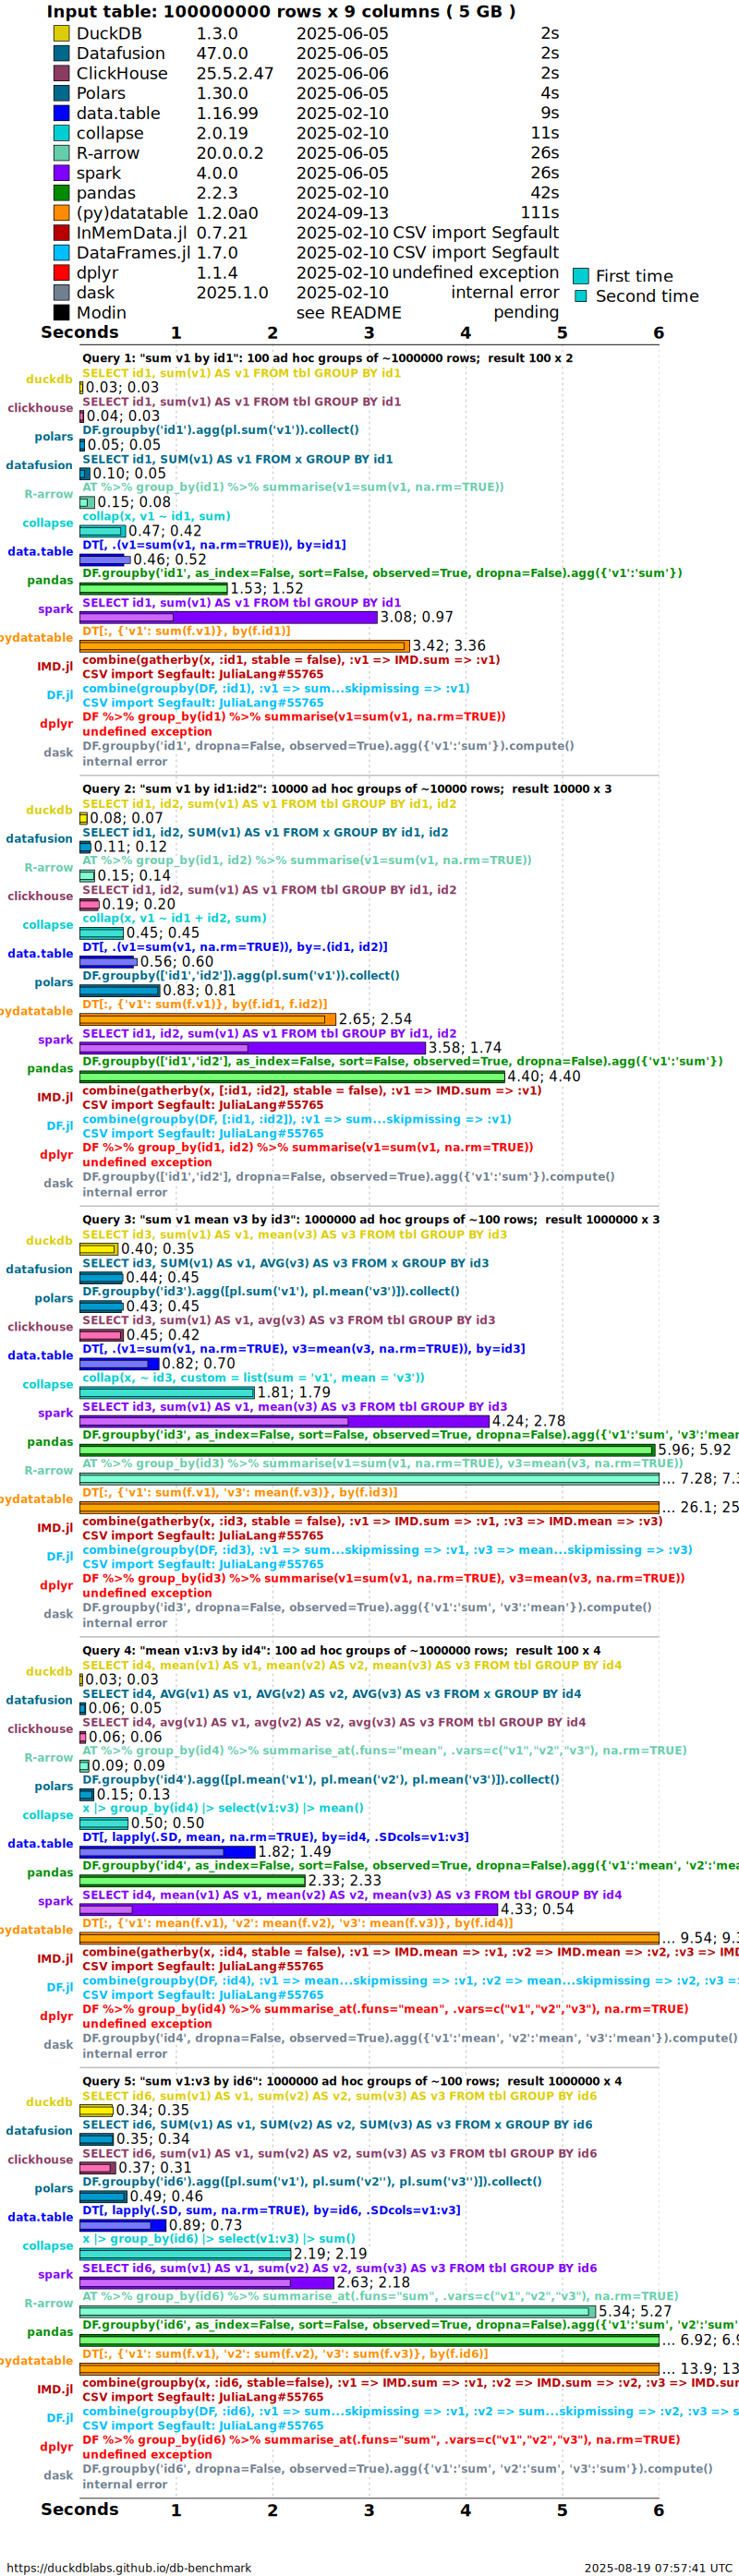 Input table: 100000000 rows x 9 columns ( 5 GB )
DuckDB 1.3.0 2025-06-05 2s
Datafusion 47.0.0 2025-06-05 2s
ClickHouse 25.5.2.47 2025-06-06 2s
Polars 1.30.0 2025-06-05 4s
data.table 1.16.99 2025-02-10 9s
collapse 2.0.19 2025-02-10 11s
R-arrow 20.0.0.2 2025-06-05 26s
spark 4.0.0 2025-06-05 26s
pandas 2.2.3 2025-02-10 42s
(py)datatable 1.2.0a0 2024-09-13 111s
InMemData.jl 0.7.21 2025-02-10 CSV import Segfault
DataFrames.jl 1.7.0 2025-02-10 CSV import Segfault
dplyr 1.1.4 2025-02-10 undefined exception First time
dask 2025.1.0 2025-02-10 internal error Second time
Modin see README pending
Seconds 1 2 3 4 5 6
Query 1: "sum v1 by id1": 100 ad hoc groups of ~1000000 rows; result 100 x 2
duckdb SELECT id1, sum(v1) AS v1 FROM tbl GROUP BY id1
0.03; 0.03
clickhouse SELECT id1, sum(v1) AS v1 FROM tbl GROUP BY id1
0.04; 0.03
polars DF.groupby('id1').agg(pl.sum('v1')).collect()
0.05; 0.05
datafusion SELECT id1, SUM(v1) AS v1 FROM x GROUP BY id1
0.10; 0.05
R-arrow AT %>% group_by(id1) %>% summarise(v1=sum(v1, na.rm=TRUE))
0.15; 0.08
collapse collap(x, v1 ~ id1, sum)
0.47; 0.42
data.table DT[, .(v1=sum(v1, na.rm=TRUE)), by=id1]
0.46; 0.52
pandas DF.groupby('id1', as_index=False, sort=False, observed=True, dropna=False).agg({'v1':'sum'})
1.53; 1.52
spark SELECT id1, sum(v1) AS v1 FROM tbl GROUP BY id1
3.08; 0.97
pydatatable DT[:, {'v1': sum(f.v1)}, by(f.id1)]
3.42; 3.36
IMD.jl combine(gatherby(x, :id1, stable = false), :v1 => IMD.sum => :v1)
CSV import Segfault: JuliaLang#55765
DF.jl combine(groupby(DF, :id1), :v1 => sum...skipmissing => :v1)
CSV import Segfault: JuliaLang#55765
dplyr DF %>% group_by(id1) %>% summarise(v1=sum(v1, na.rm=TRUE))
undefined exception
dask DF.groupby('id1', dropna=False, observed=True).agg({'v1':'sum'}).compute()
internal error
Query 2: "sum v1 by id1:id2": 10000 ad hoc groups of ~10000 rows; result 10000 x 3
duckdb SELECT id1, id2, sum(v1) AS v1 FROM tbl GROUP BY id1, id2
0.08; 0.07
datafusion SELECT id1, id2, SUM(v1) AS v1 FROM x GROUP BY id1, id2
0.11; 0.12
R-arrow AT %>% group_by(id1, id2) %>% summarise(v1=sum(v1, na.rm=TRUE))
0.15; 0.14
clickhouse SELECT id1, id2, sum(v1) AS v1 FROM tbl GROUP BY id1, id2
0.19; 0.20
collapse collap(x, v1 ~ id1 + id2, sum)
0.45; 0.45
data.table DT[, .(v1=sum(v1, na.rm=TRUE)), by=.(id1, id2)]
0.56; 0.60
polars DF.groupby(['id1','id2']).agg(pl.sum('v1')).collect()
0.83; 0.81
pydatatable DT[:, {'v1': sum(f.v1)}, by(f.id1, f.id2)]
2.65; 2.54
spark SELECT id1, id2, sum(v1) AS v1 FROM tbl GROUP BY id1, id2
3.58; 1.74
pandas DF.groupby(['id1','id2'], as_index=False, sort=False, observed=True, dropna=False).agg({'v1':'sum'})
4.40; 4.40
IMD.jl combine(gatherby(x, [:id1, :id2], stable = false), :v1 => IMD.sum => :v1)
CSV import Segfault: JuliaLang#55765
DF.jl combine(groupby(DF, [:id1, :id2]), :v1 => sum...skipmissing => :v1)
CSV import Segfault: JuliaLang#55765
dplyr DF %>% group_by(id1, id2) %>% summarise(v1=sum(v1, na.rm=TRUE))
undefined exception
dask DF.groupby(['id1','id2'], dropna=False, observed=True).agg({'v1':'sum'}).compute()
internal error
Query 3: "sum v1 mean v3 by id3": 1000000 ad hoc groups of ~100 rows; result 1000000 x 3
duckdb SELECT id3, sum(v1) AS v1, mean(v3) AS v3 FROM tbl GROUP BY id3
0.40; 0.35
datafusion SELECT id3, SUM(v1) AS v1, AVG(v3) AS v3 FROM x GROUP BY id3
0.44; 0.45
polars DF.groupby('id3').agg([pl.sum('v1'), pl.mean('v3')]).collect()
0.43; 0.45
clickhouse SELECT id3, sum(v1) AS v1, avg(v3) AS v3 FROM tbl GROUP BY id3
0.45; 0.42
data.table DT[, .(v1=sum(v1, na.rm=TRUE), v3=mean(v3, na.rm=TRUE)), by=id3]
0.82; 0.70
collapse collap(x, ~ id3, custom = list(sum = 'v1', mean = 'v3'))
1.81; 1.79
spark SELECT id3, sum(v1) AS v1, mean(v3) AS v3 FROM tbl GROUP BY id3
4.24; 2.78
pandas DF.groupby('id3', as_index=False, sort=False, observed=True, dropna=False).agg({'v1':'sum', 'v3':'mean
5.96; 5.92
R-arrow AT %>% group_by(id3) %>% summarise(v1=sum(v1, na.rm=TRUE), v3=mean(v3, na.rm=TRUE))
... 7.28; 7.3
pydatatable DT[:, {'v1': sum(f.v1), 'v3': mean(f.v3)}, by(f.id3)]
... 26.1; 25
IMD.jl combine(gatherby(x, :id3, stable = false), :v1 => IMD.sum => :v1, :v3 => IMD.mean => :v3)
CSV import Segfault: JuliaLang#55765
DF.jl combine(groupby(DF, :id3), :v1 => sum...skipmissing => :v1, :v3 => mean...skipmissing => :v3)
CSV import Segfault: JuliaLang#55765
dplyr DF %>% group_by(id3) %>% summarise(v1=sum(v1, na.rm=TRUE), v3=mean(v3, na.rm=TRUE))
undefined exception
dask DF.groupby('id3', dropna=False, observed=True).agg({'v1':'sum', 'v3':'mean'}).compute()
internal error
Query 4: "mean v1:v3 by id4": 100 ad hoc groups of ~1000000 rows; result 100 x 4
duckdb SELECT id4, mean(v1) AS v1, mean(v2) AS v2, mean(v3) AS v3 FROM tbl GROUP BY id4
0.03; 0.03
datafusion SELECT id4, AVG(v1) AS v1, AVG(v2) AS v2, AVG(v3) AS v3 FROM x GROUP BY id4
0.06; 0.05
clickhouse SELECT id4, avg(v1) AS v1, avg(v2) AS v2, avg(v3) AS v3 FROM tbl GROUP BY id4
0.06; 0.06
R-arrow AT %>% group_by(id4) %>% summarise_at(.funs="mean", .vars=c("v1","v2","v3"), na.rm=TRUE)
0.09; 0.09
polars DF.groupby('id4').agg([pl.mean('v1'), pl.mean('v2'), pl.mean('v3')]).collect()
0.15; 0.13
collapse x |> group_by(id4) |> select(v1:v3) |> mean()
0.50; 0.50
data.table DT[, lapply(.SD, mean, na.rm=TRUE), by=id4, .SDcols=v1:v3]
1.82; 1.49
pandas DF.groupby('id4', as_index=False, sort=False, observed=True, dropna=False).agg({'v1':'mean', 'v2':'mea
2.33; 2.33
spark SELECT id4, mean(v1) AS v1, mean(v2) AS v2, mean(v3) AS v3 FROM tbl GROUP BY id4
4.33; 0.54
pydatatable DT[:, {'v1': mean(f.v1), 'v2': mean(f.v2), 'v3': mean(f.v3)}, by(f.id4)]
... 9.54; 9.3
IMD.jl combine(gatherby(x, :id4, stable = false), :v1 => IMD.mean => :v1, :v2 => IMD.mean => :v2, :v3 => IMD
CSV import Segfault: JuliaLang#55765
DF.jl combine(groupby(DF, :id4), :v1 => mean...skipmissing => :v1, :v2 => mean...skipmissing => :v2, :v3 =
CSV import Segfault: JuliaLang#55765
dplyr DF %>% group_by(id4) %>% summarise_at(.funs="mean", .vars=c("v1","v2","v3"), na.rm=TRUE)
undefined exception
dask DF.groupby('id4', dropna=False, observed=True).agg({'v1':'mean', 'v2':'mean', 'v3':'mean'}).compute()
internal error
Query 5: "sum v1:v3 by id6": 1000000 ad hoc groups of ~100 rows; result 1000000 x 4
duckdb SELECT id6, sum(v1) AS v1, sum(v2) AS v2, sum(v3) AS v3 FROM tbl GROUP BY id6
0.34; 0.35
datafusion SELECT id6, SUM(v1) AS v1, SUM(v2) AS v2, SUM(v3) AS v3 FROM x GROUP BY id6
0.35; 0.34
clickhouse SELECT id6, sum(v1) AS v1, sum(v2) AS v2, sum(v3) AS v3 FROM tbl GROUP BY id6
0.37; 0.31
polars DF.groupby('id6').agg([pl.sum('v1'), pl.sum('v2''), pl.sum('v3'')]).collect()
0.49; 0.46
data.table DT[, lapply(.SD, sum, na.rm=TRUE), by=id6, .SDcols=v1:v3]
0.89; 0.73
collapse x |> group_by(id6) |> select(v1:v3) |> sum()
2.19; 2.19
spark SELECT id6, sum(v1) AS v1, sum(v2) AS v2, sum(v3) AS v3 FROM tbl GROUP BY id6
2.63; 2.18
R-arrow AT %>% group_by(id6) %>% summarise_at(.funs="sum", .vars=c("v1","v2","v3"), na.rm=TRUE)
5.34; 5.27
pandas DF.groupby('id6', as_index=False, sort=False, observed=True, dropna=False).agg({'v1':'sum', 'v2':'sum'
... 6.92; 6.9
pydatatable DT[:, {'v1': sum(f.v1), 'v2': sum(f.v2), 'v3': sum(f.v3)}, by(f.id6)]
... 13.9; 13
IMD.jl combine(groupby(x, :id6, stable=false), :v1 => IMD.sum => :v1, :v2 => IMD.sum => :v2, :v3 => IMD.sum
CSV import Segfault: JuliaLang#55765
DF.jl combine(groupby(DF, :id6), :v1 => sum...skipmissing => :v1, :v2 => sum...skipmissing => :v2, :v3 => s
CSV import Segfault: JuliaLang#55765
dplyr DF %>% group_by(id6) %>% summarise_at(.funs="sum", .vars=c("v1","v2","v3"), na.rm=TRUE)
undefined exception
dask DF.groupby('id6', dropna=False, observed=True).agg({'v1':'sum', 'v2':'sum', 'v3':'sum'}).compute()
internal error
Seconds 1 2 3 4 5 6
https://duckdblabs.github.io/db-benchmark 2025-08-19 07:57:41 UTC